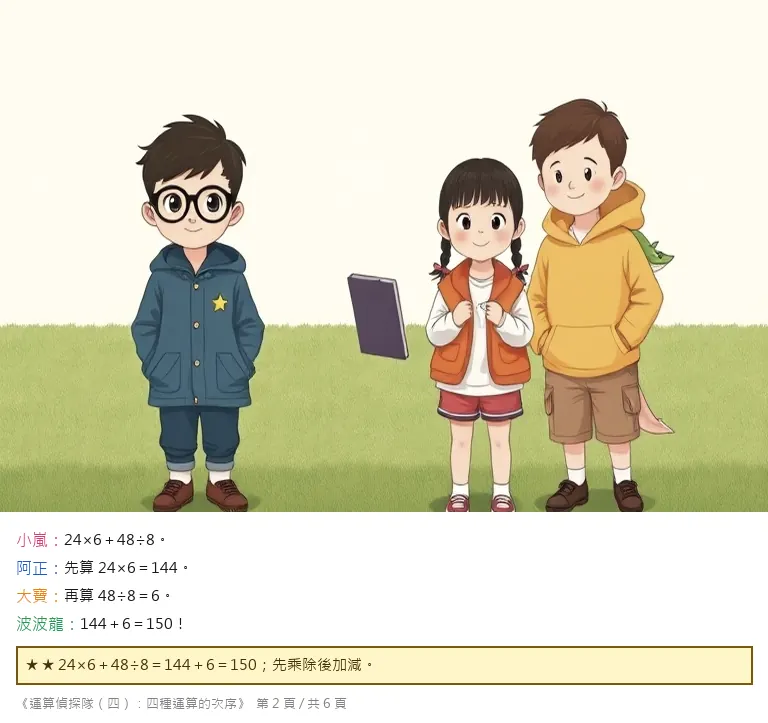 小嵐：24×6＋48÷8。
阿正：先算 24×6＝144。
大寶：再算 48÷8＝6。
波波龍：144＋6＝150！
★★24×6＋48÷8＝144＋6＝150；先乘除後加減。
《運算偵探隊（四）：四種運算的次序》 第 2 頁 / 共 6 頁